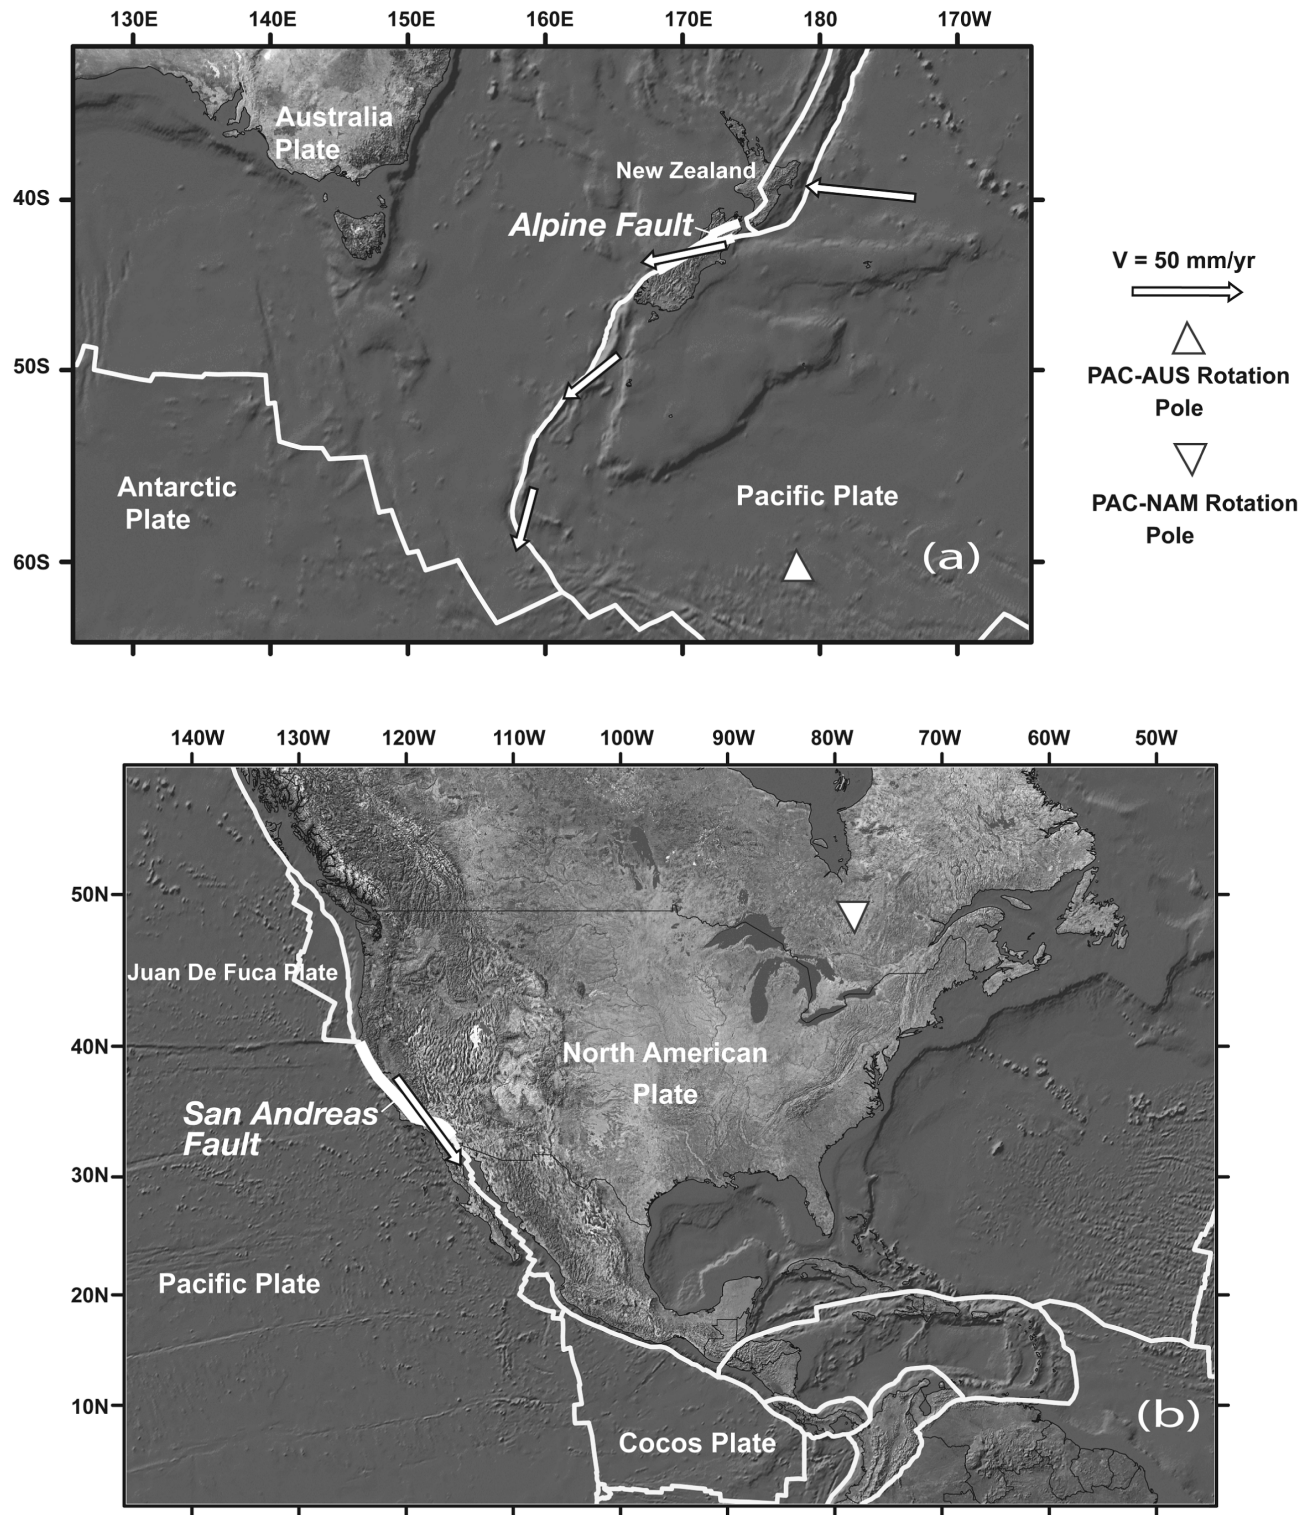 130E 140E 150E 160E 170E 180 170W
Australia
Plate
New Zealand
40S
Alpine Fault
V = 50 mm/yr
50S
PAC-AUS Rotation
Pole
Antarctic
Plate
Pacific Plate
PAC-NAM Rotation
Pole
60S
(a)
140W 130W 120W 110W 100W 90W 80W 70W 60W 50W
50N
Juan De Fuca Plate
40N
North American
Plate
San Andreas
Fault
30N
Pacific Plate
20N
10N
(b)
Cocos Plate